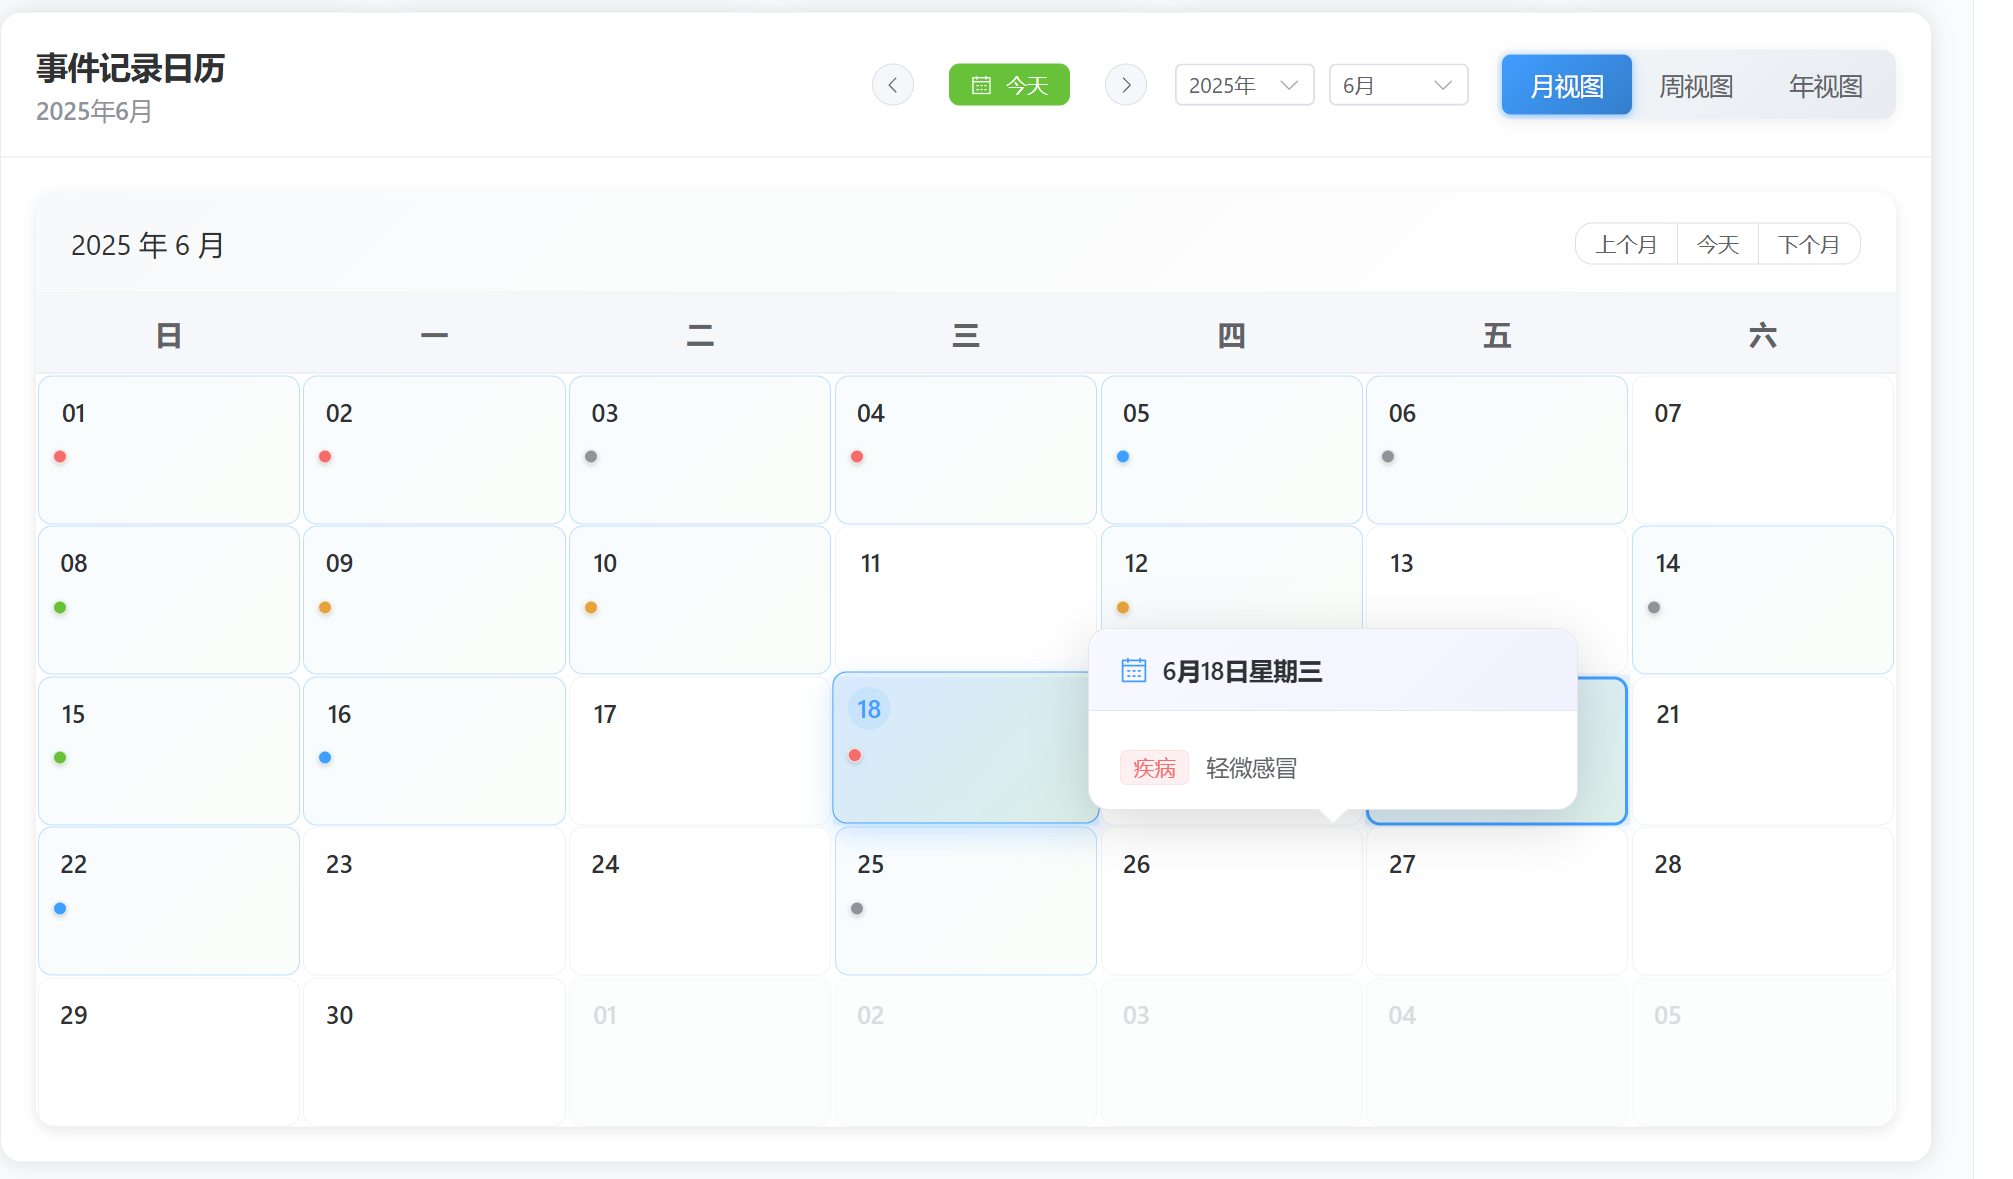 事件记录日历
2025年6月
今天
2025年
6月
月视图
周视图
年视图
2025 年 6 月
上个月
今天
下个月
日 一 二 三 四 五 六
01 02 03 04 05 06 07
08 09 10 11 12 13 14
15 16 17 18 21
6月18日星期三
疾病 轻微感冒
22 23 24 25 26 27 28
29 30 01 02 03 04 05